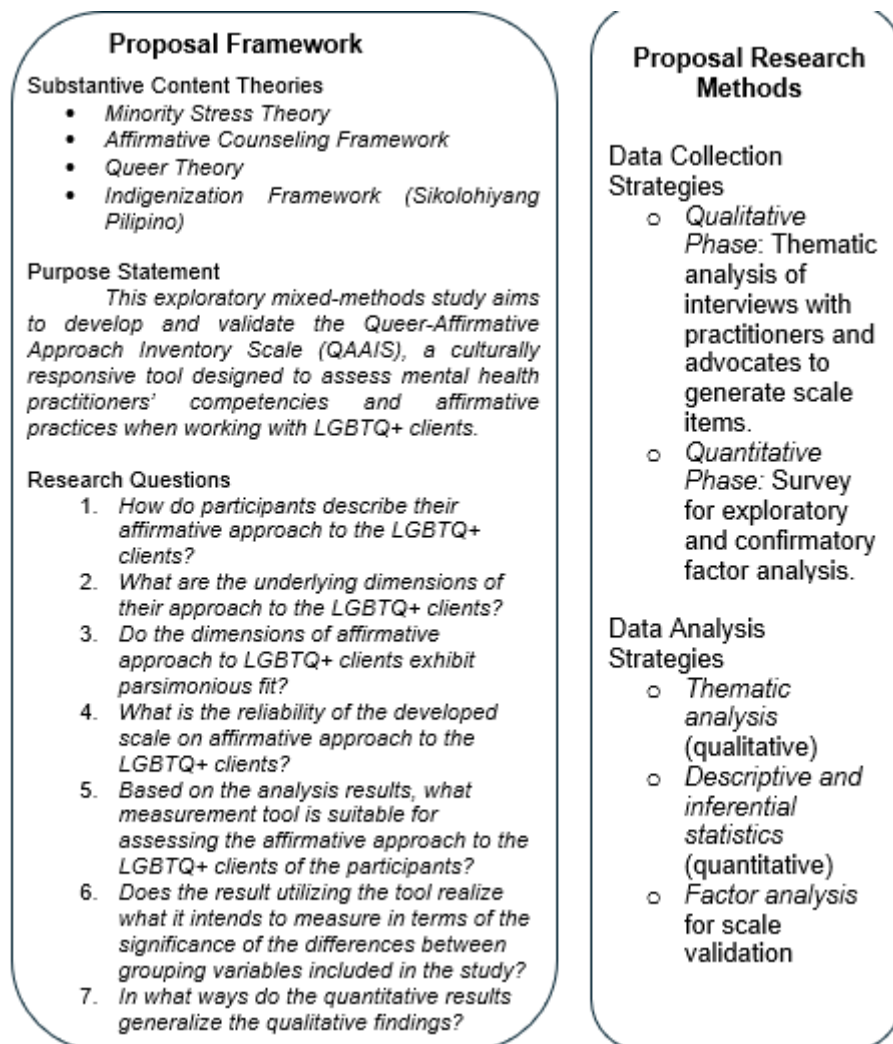 Proposal Framework
Substantive Content Theories
• Minority Stress Theory
• Affirmative Counseling Framework
• Queer Theory
• Indigenization Framework (Sikolohiyang
Pilipino)
Purpose Statement
This exploratory mixed-methods study aims
to develop and validate the Queer-Affirmative
Approach Inventory Scale (QAAIS), a culturally
responsive tool designed to assess mental health
practitioners' competencies and affirmative
practices when working with LGBTQ+ clients.
Research Questions
1. How do participants describe their
affirmative approach to the LGBTQ+
clients?
2. What are the underlying dimensions of
their approach to the LGBTQ+ clients?
3. Do the dimensions of affirmative
approach to LGBTQ+ clients exhibit
parsimonious fit?
4. What is the reliability of the developed
scale on affirmative approach to the
LGBTQ+ clients?
5. Based on the analysis results, what
measurement tool is suitable for
assessing the affirmative approach to the
LGBTQ+ clients of the participants?
6. Does the result utilizing the tool realize
what it intends to measure in terms of the
significance of the differences between
grouping variables included in the study?
7. In what ways do the quantitative results
generalize the qualitative findings?
Proposal Research
Methods
Data Collection
Strategies
o Qualitative
Phase: Thematic
analysis of
interviews with
practitioners and
advocates to
generate scale
items.
o Quantitative
Phase: Survey
for exploratory
and confirmatory
factor analysis.
Data Analysis
Strategies
o Thematic
analysis
(qualitative)
o Descriptive and
inferential
statistics
(quantitative)
o Factor analysis
for scale
validation